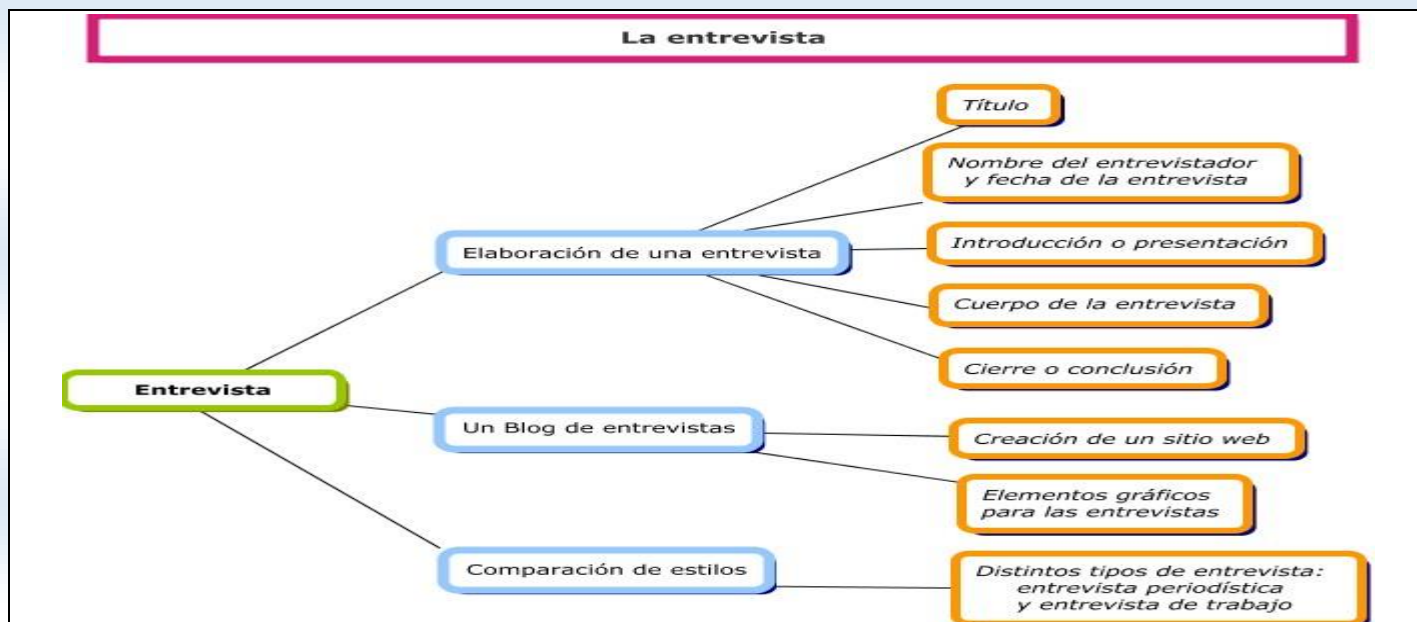 La entrevista
Título
Nombre del entrevistador
y fecha de la entrevista
Elaboración de una entrevista
Introducción o presentación
Cuerpo de la entrevista
Cierre o conclusión
Entrevista
Un Blog de entrevistas
Creación de un sitio web
Elementos gráficos
para las entrevistas
Comparación de estilos
Distintos tipos de entrevista:
entrevista periodística
y entrevista de trabajo